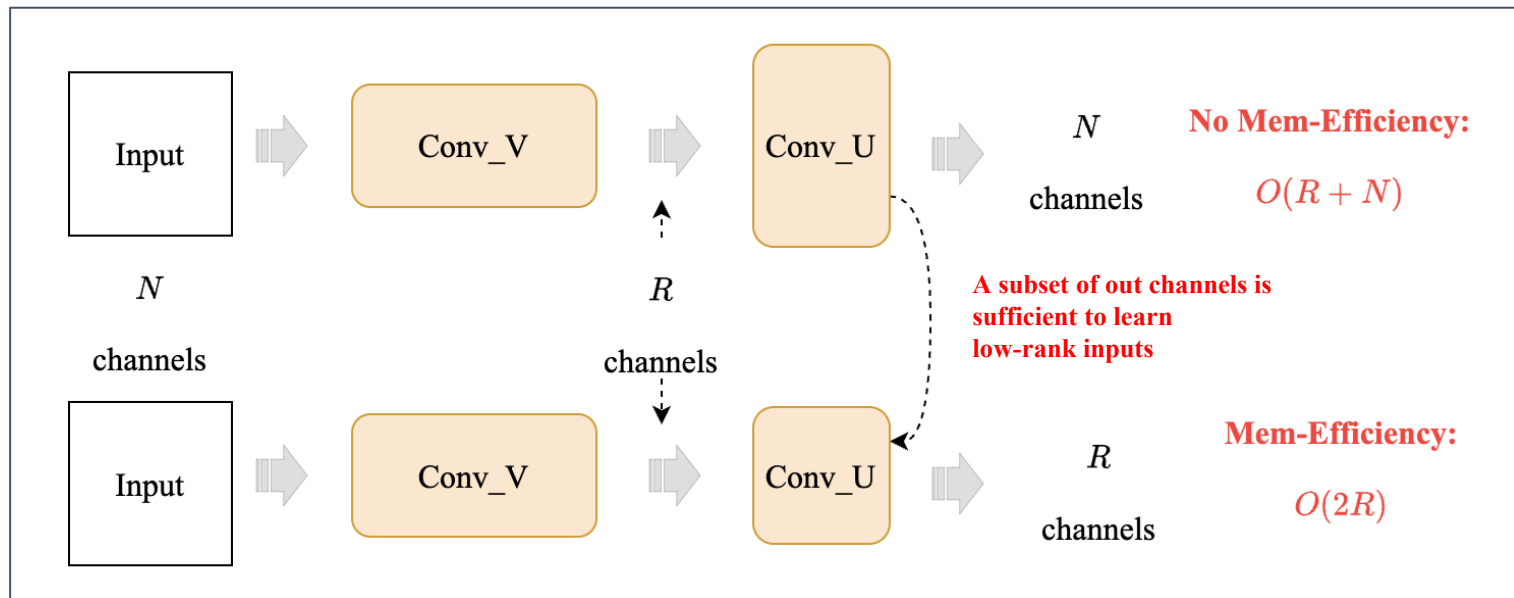 Input
Conv_V
Conv_U
N
channels
No Mem-Efficiency:
O(R + N)
N
channels
R
channels
A subset of out channels is
sufficient to learn
low-rank inputs
Input
Conv_V
Conv_U
R
channels
Mem-Efficiency:
O(2R)